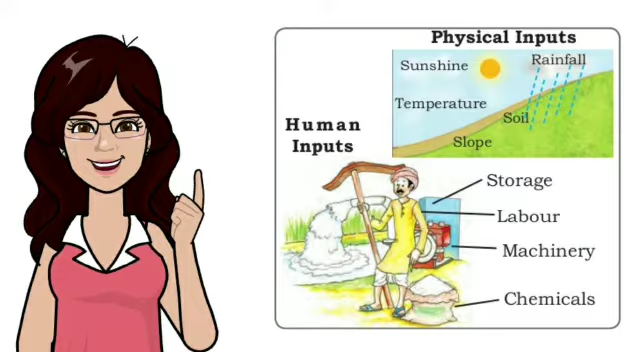 Physical Inputs
Sunshine
Rainfall
Temperature
Soil
Slope
Human
Inputs
Storage
Labour
Machinery
Chemicals